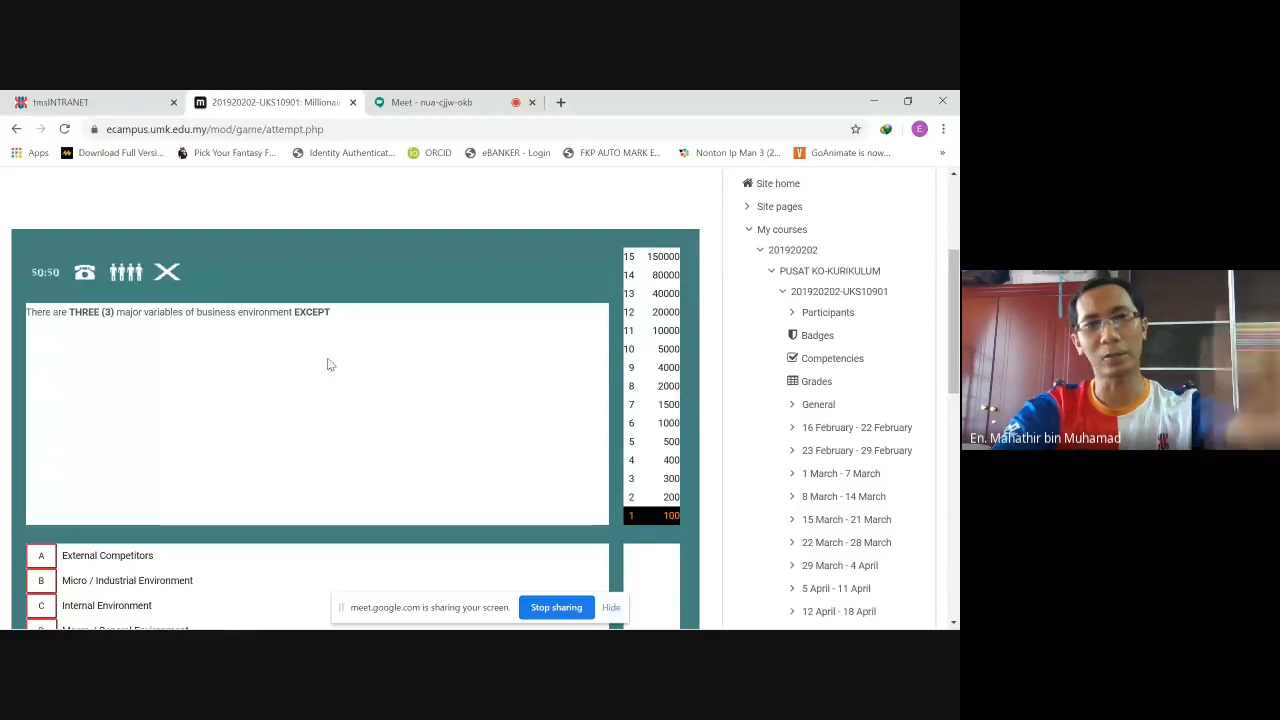 tmsINTRANET
201920202-UKS10901: Millionai
Meet - nua-cjjw-okb
ecampus.umk.edu.my/mod/game/attempt.php
E
Apps
Download Full Versi...
Pick Your Fantasy F...
Identity Authenticat...
ORCID
eBANKER - Login
FKP AUTO MARK E...
Nonton Ip Man 3 (2...
GoAnimate is now...
»
50:50
There are THREE (3) major variables of business environment EXCEPT
15 150000
14 80000
13 40000
12 20000
11 10000
10 5000
9 4000
8 2000
7 1500
6 1000
5 500
4 400
3 300
2 200
1 100
A External Competitors
B Micro / Industrial Environment
C Internal Environment
D Macro / General Environment
meet.google.com is sharing your screen.
Stop sharing
Hide
Site home
Site pages
My courses
201920202
PUSAT KO-KURIKULUM
201920202-UKS10901
Participants
Badges
Competencies
Grades
General
16 February - 22 February
23 February - 29 February
1 March - 7 March
8 March - 14 March
15 March - 21 March
22 March - 28 March
29 March - 4 April
5 April - 11 April
12 April - 18 April
En. Mahathir bin Muhamad